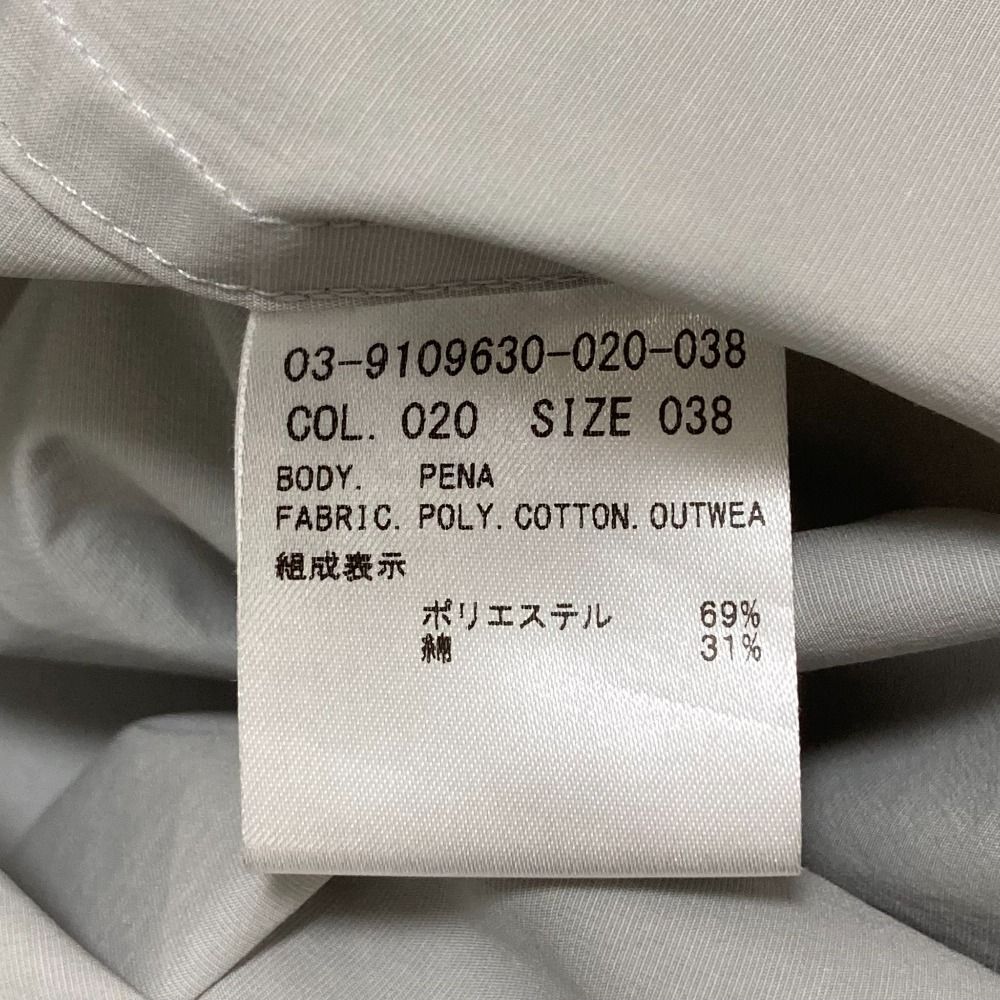 03-9109630-020-038
COL. 020 SIZE 038
BODY. PENA
FABRIC. POLY. COTTON. OUTWEA
組成表示
ポリエステル 69%
綿 31%